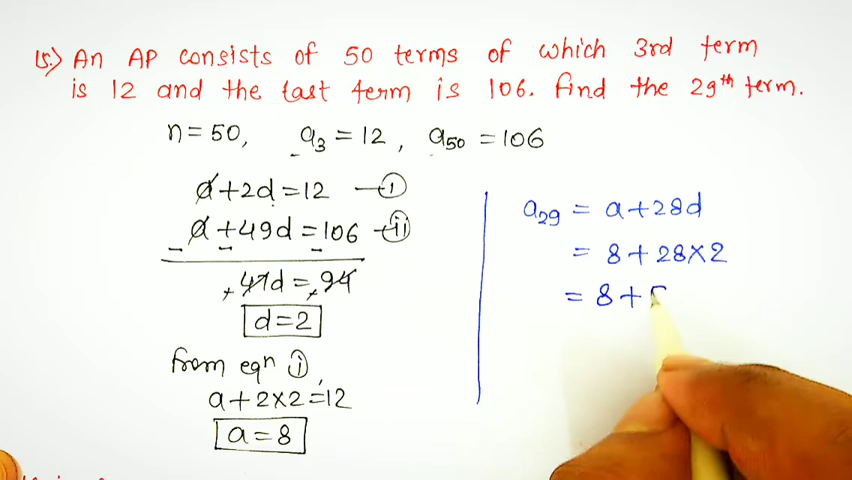 15.) An AP consists of 50 terms of which 3rd term
is 12 and the last term is 106. Find the 29th term.
n = 50, a₃ = 12, a₅₀ = 106
a + 2d = 12 — (i)
a + 49d = 106 — (ii)
- - -
47d = 94
d = 2
from eqn (i),
a + 2×2 = 12
a = 8
a₂₉ = a + 28d
= 8 + 28×2
= 8 + 5